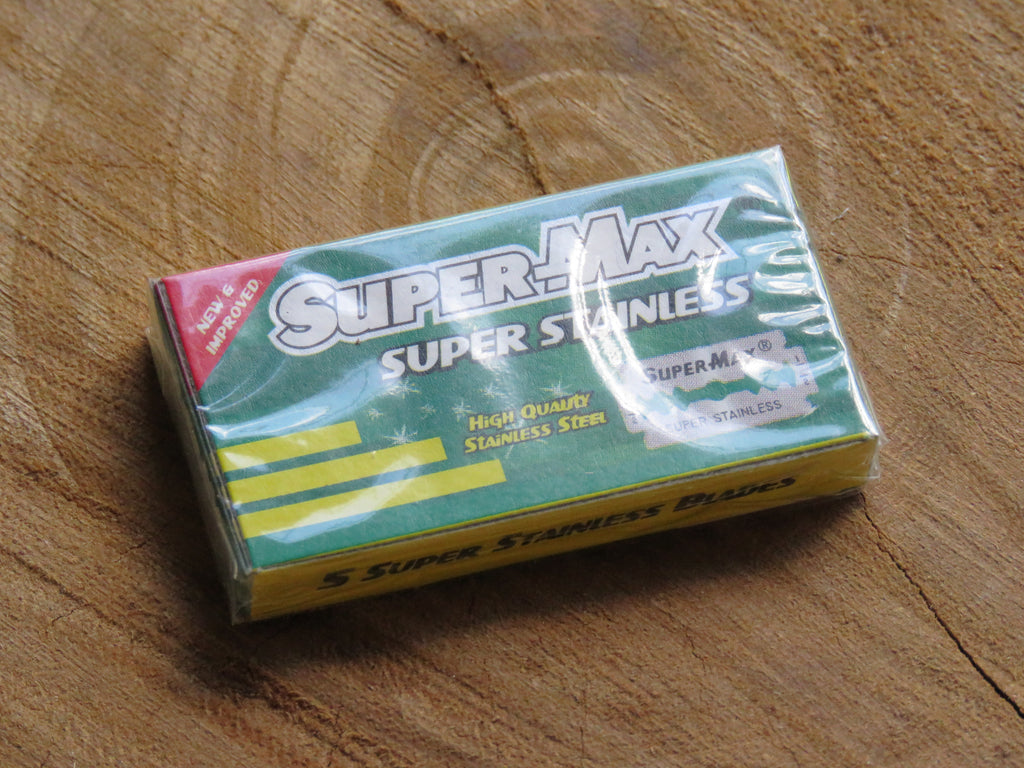 NEW &
IMPROVED
SUPER-MAX
SUPER STAINLESS
HIGH QUALITY
STAINLESS STEEL
SUPER-MAX®
SUPER STAINLESS
5 SUPER STAINLESS BLADES